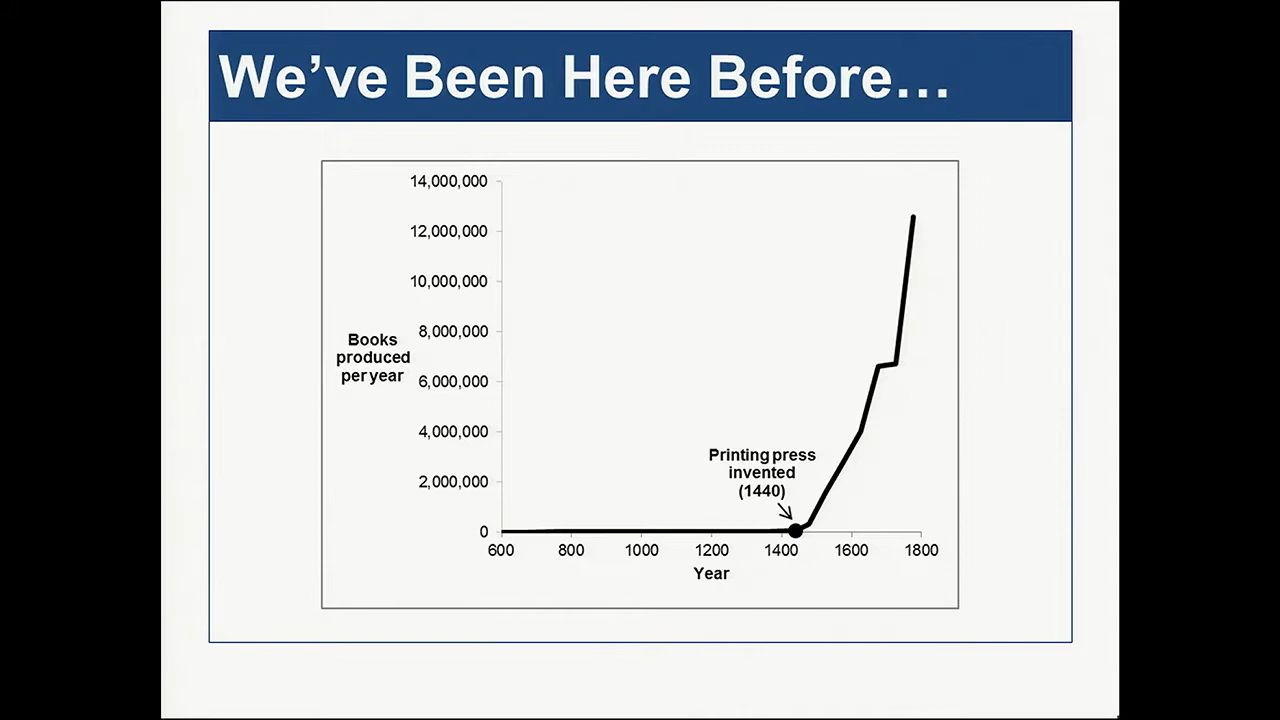 We've Been Here Before…
14,000,000
12,000,000
10,000,000
8,000,000
6,000,000
4,000,000
2,000,000
0
Books
produced
per year
Printing press
invented
(1440)
600 800 1000 1200 1400 1600 1800
Year